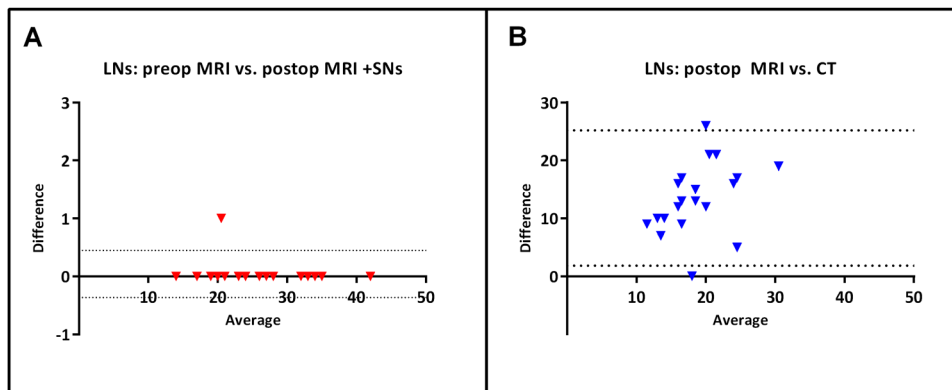 A
LNs: preop MRI vs. postop MRI +SNs
Difference
3
2
1
0
-1
10 20 30 40 50
Average
B
LNs: postop MRI vs. CT
Difference
30
20
10
0
10 20 30 40 50
Average